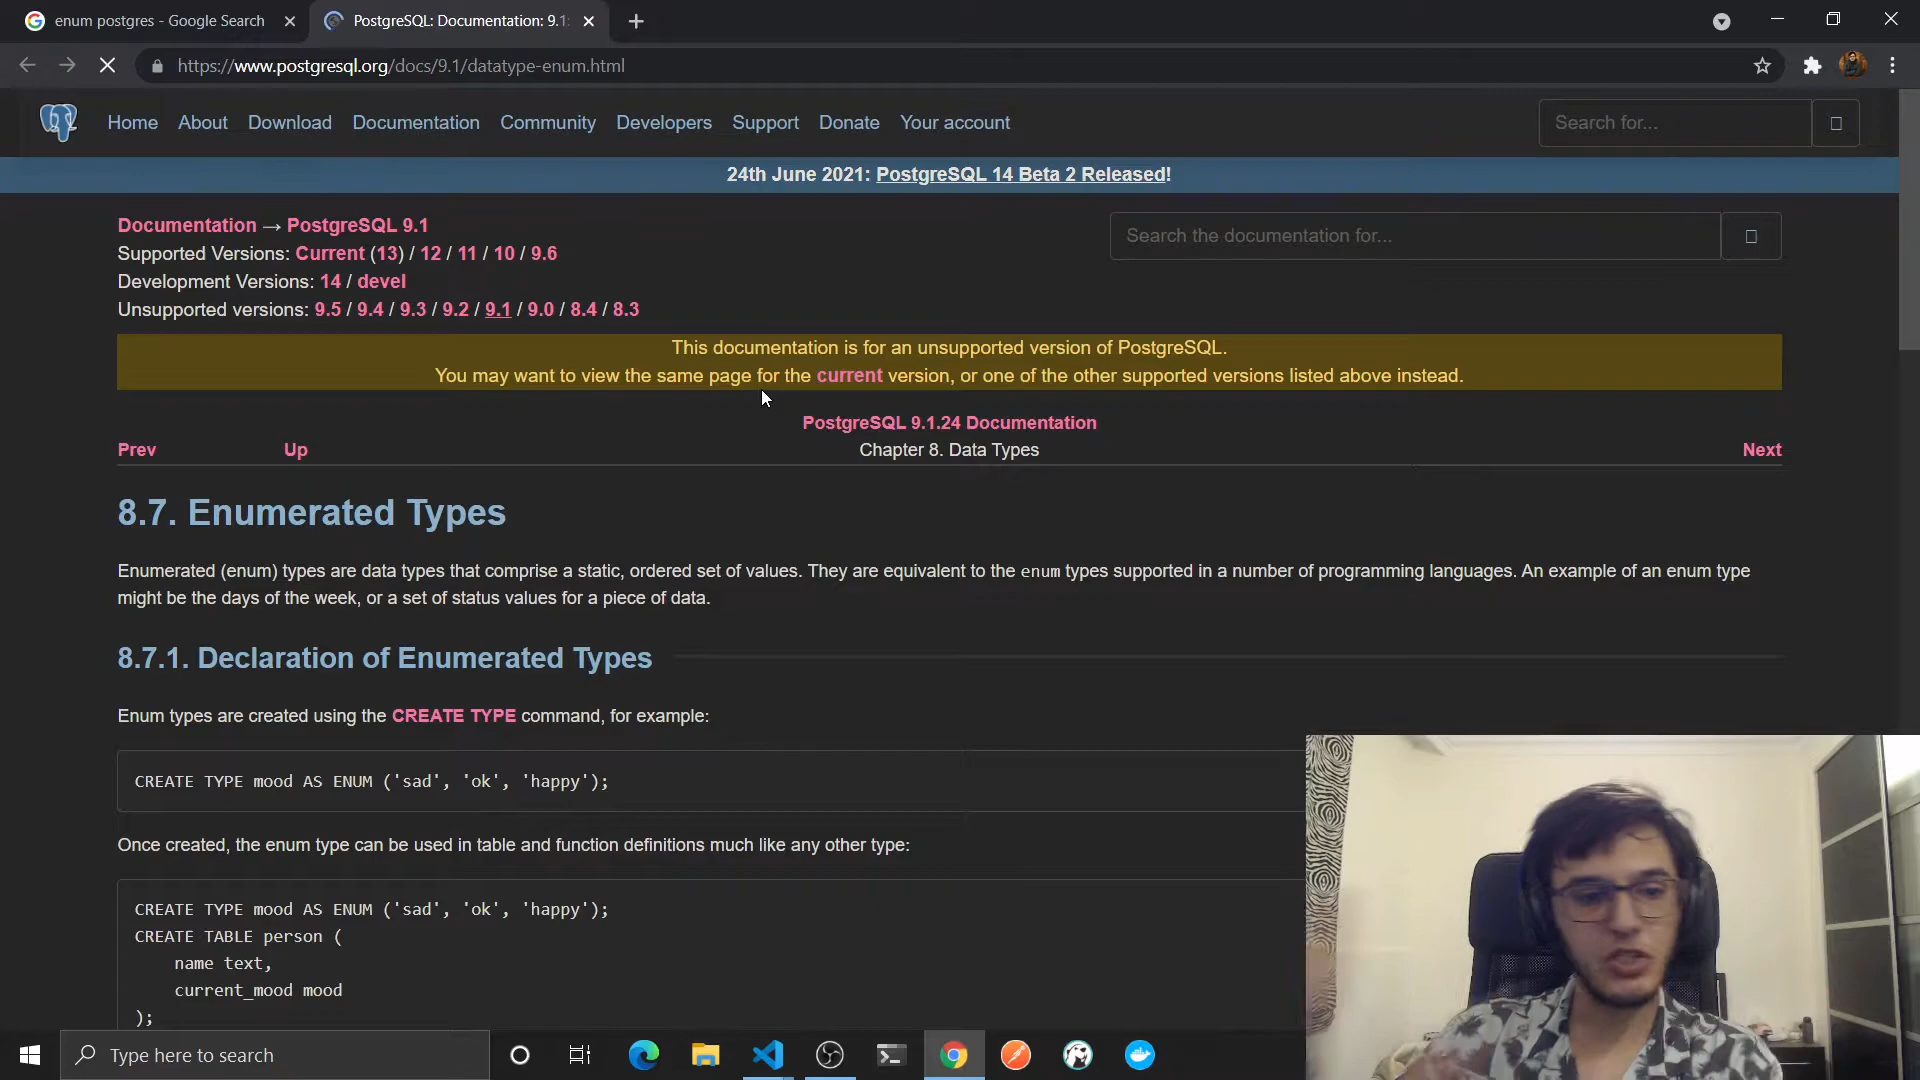 enum postgres - Google Search
PostgreSQL: Documentation: 9.1:
https://www.postgresql.org/docs/9.1/datatype-enum.html
Home About Download Documentation Community Developers Support Donate Your account
Search for...
24th June 2021: PostgreSQL 14 Beta 2 Released!
Documentation → PostgreSQL 9.1
Supported Versions: Current (13) / 12 / 11 / 10 / 9.6
Development Versions: 14 / devel
Unsupported versions: 9.5 / 9.4 / 9.3 / 9.2 / 9.1 / 9.0 / 8.4 / 8.3
Search the documentation for...
This documentation is for an unsupported version of PostgreSQL.
You may want to view the same page for the current version, or one of the other supported versions listed above instead.
PostgreSQL 9.1.24 Documentation
Prev Up Chapter 8. Data Types Next
8.7. Enumerated Types
Enumerated (enum) types are data types that comprise a static, ordered set of values. They are equivalent to the enum types supported in a number of programming languages. An example of an enum type
might be the days of the week, or a set of status values for a piece of data.
8.7.1. Declaration of Enumerated Types
Enum types are created using the CREATE TYPE command, for example:
CREATE TYPE mood AS ENUM ('sad', 'ok', 'happy');
Once created, the enum type can be used in table and function definitions much like any other type:
CREATE TYPE mood AS ENUM ('sad', 'ok', 'happy');
CREATE TABLE person (
name text,
current_mood mood
);
Type here to search